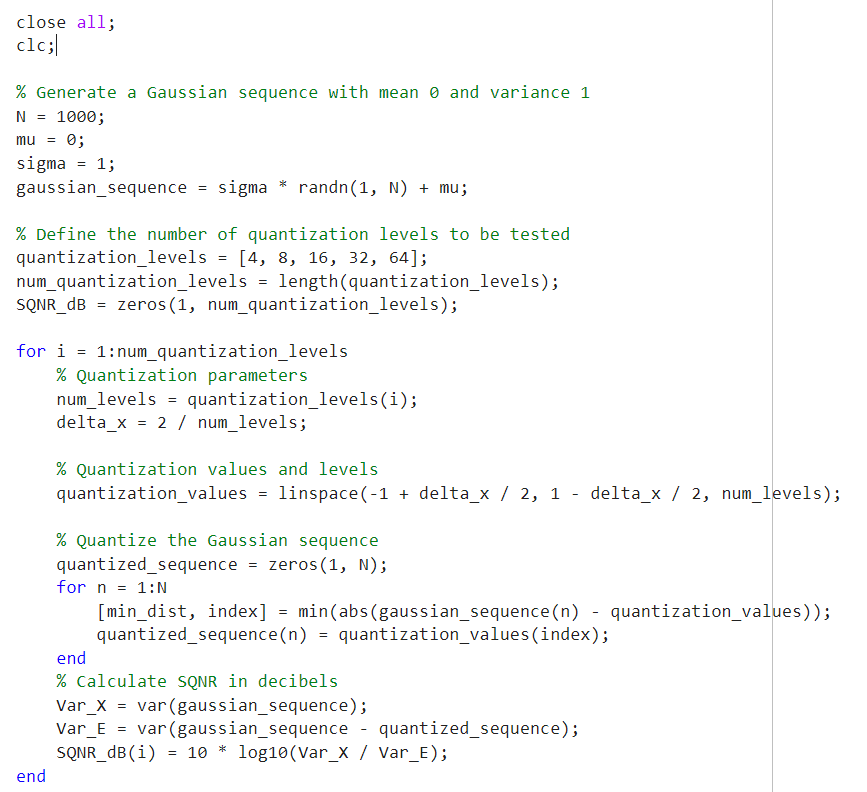 close all;
clc;
% Generate a Gaussian sequence with mean 0 and variance 1
N = 1000;
mu = 0;
sigma = 1;
gaussian_sequence = sigma * randn(1, N) + mu;
% Define the number of quantization levels to be tested
quantization_levels = [4, 8, 16, 32, 64];
num_quantization_levels = length(quantization_levels);
SQNR_dB = zeros(1, num_quantization_levels);
for i = 1:num_quantization_levels
    % Quantization parameters
    num_levels = quantization_levels(i);
    delta_x = 2 / num_levels;
    % Quantization values and levels
    quantization_values = linspace(-1 + delta_x / 2, 1 - delta_x / 2, num_levels);
    % Quantize the Gaussian sequence
    quantized_sequence = zeros(1, N);
    for n = 1:N
        [min_dist, index] = min(abs(gaussian_sequence(n) - quantization_values));
        quantized_sequence(n) = quantization_values(index);
    end
    % Calculate SQNR in decibels
    Var_X = var(gaussian_sequence);
    Var_E = var(gaussian_sequence - quantized_sequence);
    SQNR_dB(i) = 10 * log10(Var_X / Var_E);
end